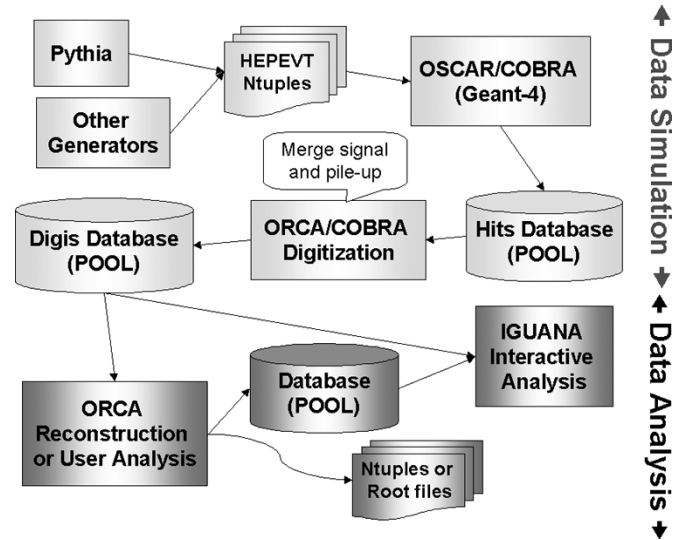 Pythia
HEPEVT
Ntuples
OSCAR/COBRA
(Geant-4)
Other
Generators
Merge signal
and pile-up
Digis Database
(POOL)
ORCA/COBRA
Digitization
Hits Database
(POOL)
Data Simulation
IGUANA
Interactive
Analysis
Database
(POOL)
ORCA
Reconstruction
or User Analysis
Ntuples or
Root files
Data Analysis